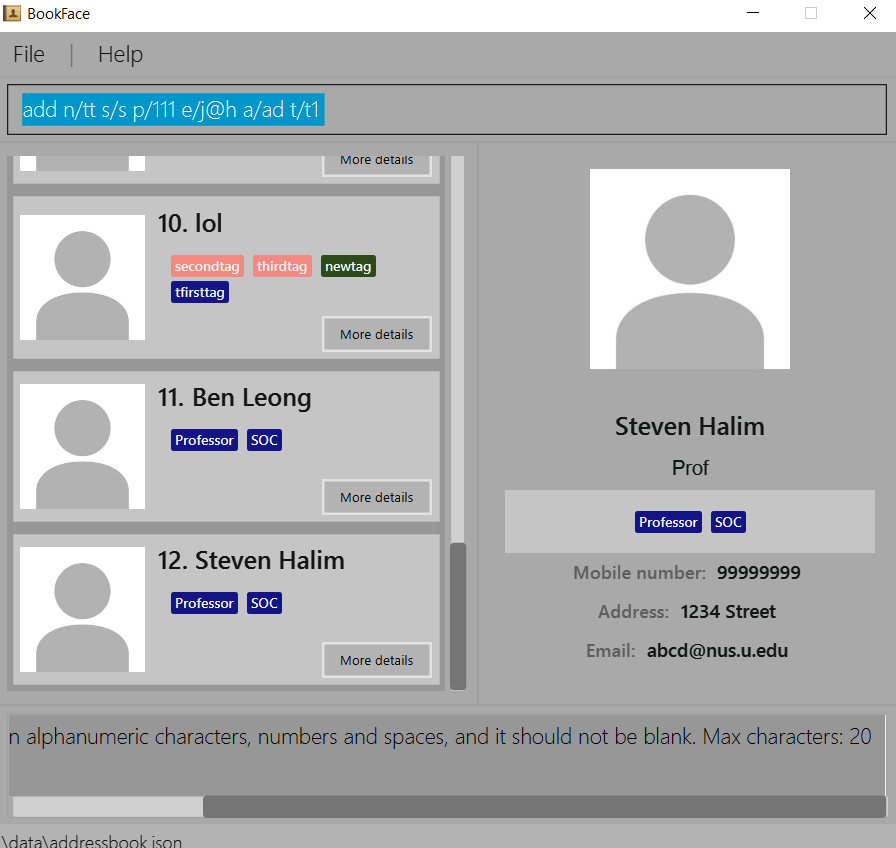 BookFace
File | Help
add n/tt s/s p/111 e/j@h a/ad t/t1
More details
10. lol
secondtag thirdtag newtag
tfirsttag
More details
11. Ben Leong
Professor SOC
More details
12. Steven Halim
Professor SOC
More details
Steven Halim
Prof
Professor SOC
Mobile number: 99999999
Address: 1234 Street
Email: abcd@nus.u.edu
n alphanumeric characters, numbers and spaces, and it should not be blank. Max characters: 20
\data\addressbook.json